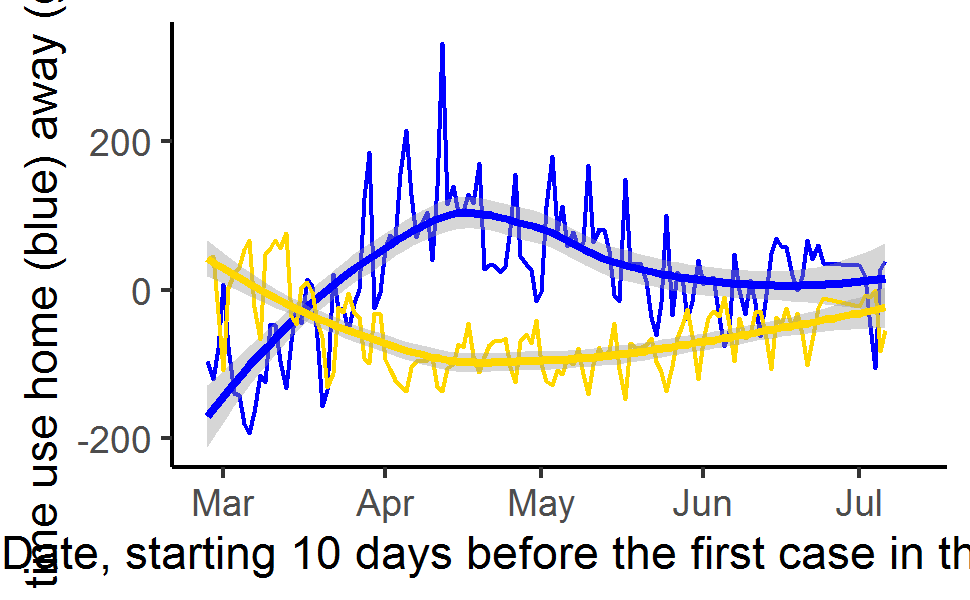 time use home (blue) away (
200
0
-200
Mar Apr May Jun Jul
Date, starting 10 days before the first case in th